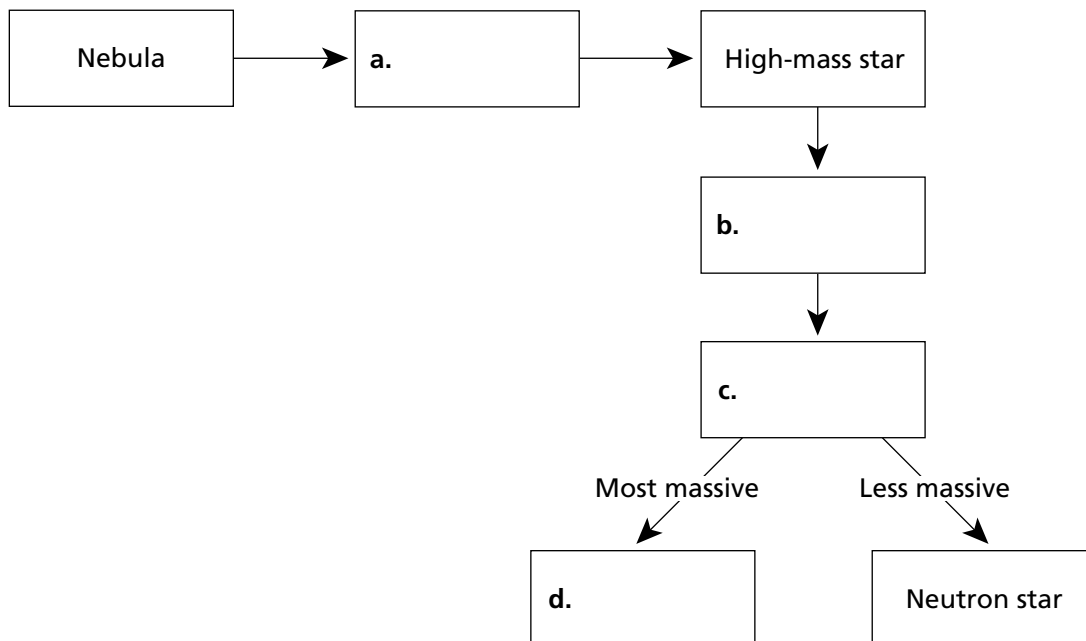 Nebula
a.
High-mass star
b.
c.
Most massive
Less massive
d.
Neutron star